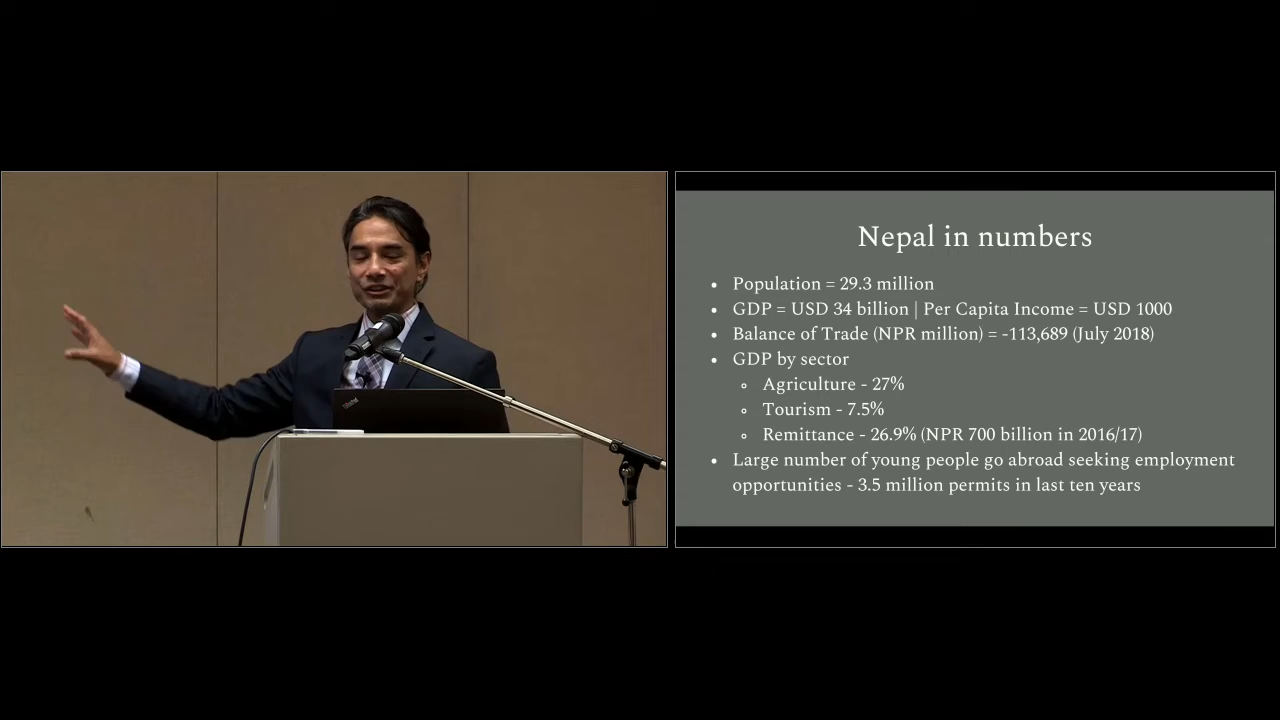 Nepal in numbers
Population = 29.3 million
GDP = USD 34 billion | Per Capita Income = USD 1000
Balance of Trade (NPR million) = -113,689 (July 2018)
GDP by sector
Agriculture - 27%
Tourism - 7.5%
Remittance - 26.9% (NPR 700 billion in 2016/17)
Large number of young people go abroad seeking employment
opportunities - 3.5 million permits in last ten years
ThinkPad